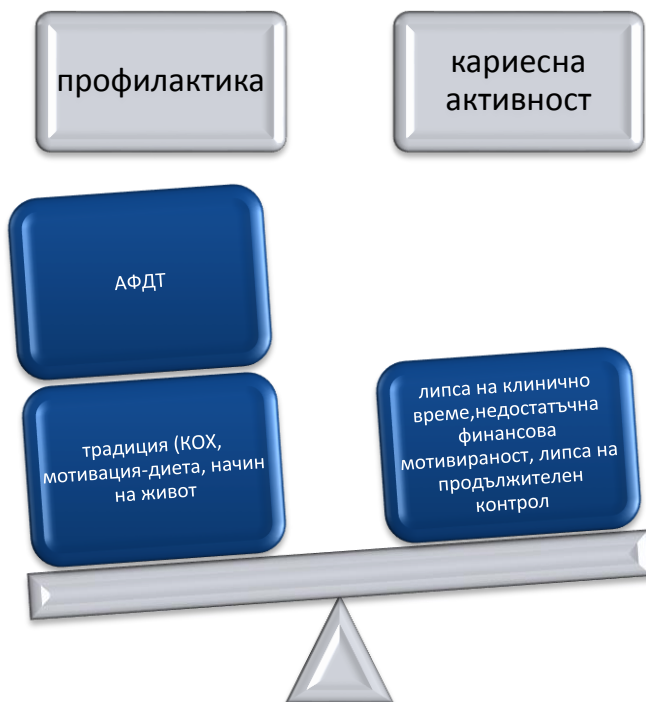 профилактика
кариесна
активност
АФДТ
традиция (КОХ,
мотивация-диета, начин
на живот
липса на клинично
време,недостатъчна
финансова
мотивираност, липса на
продължителен
контрол